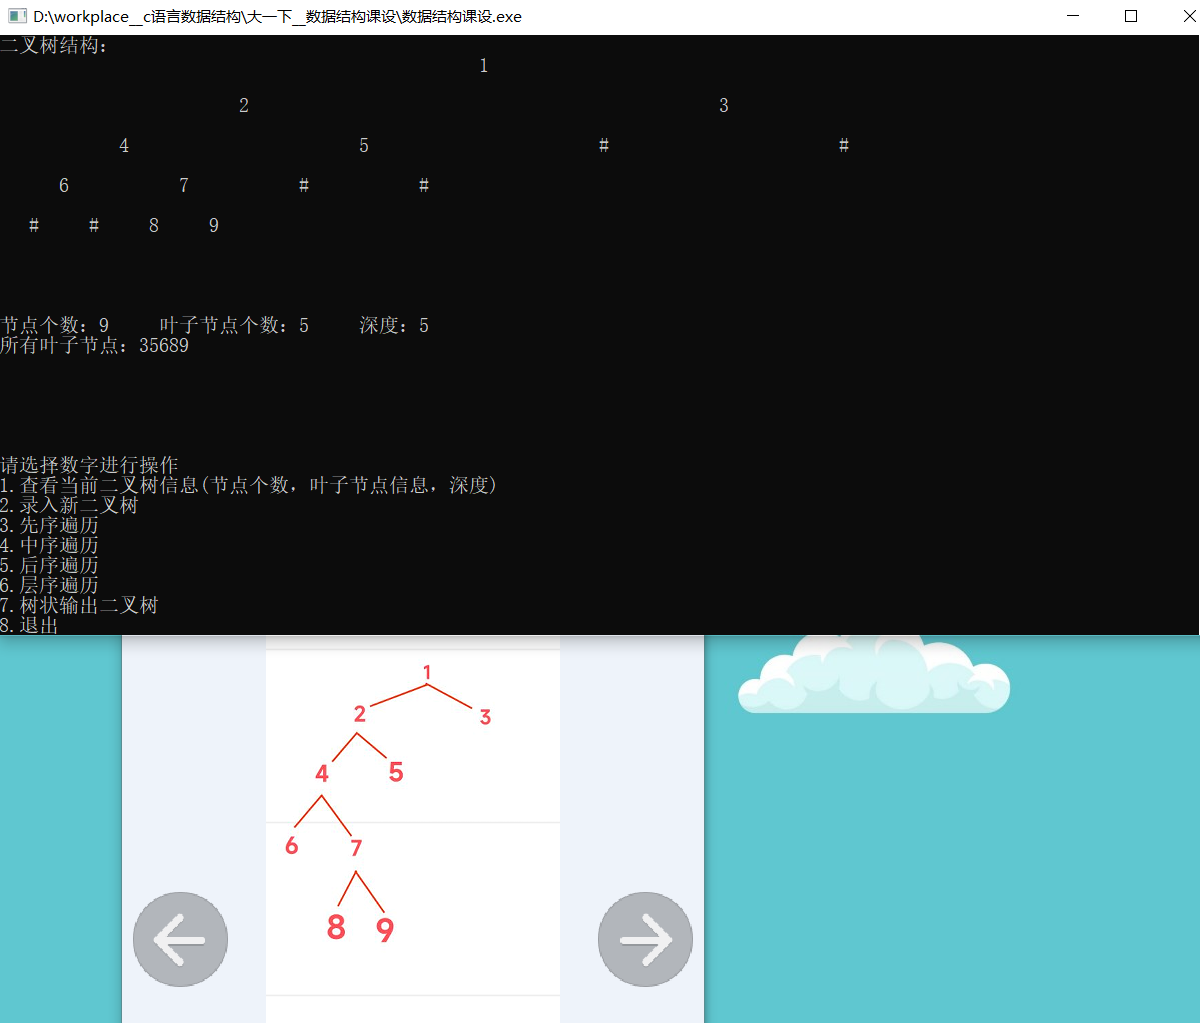 D:\workplace__c语言数据结构\大一下__数据结构课设\数据结构课设.exe
二叉树结构：
1
2 3
4 5 # #
6 7 # #
# # 8 9
节点个数：9 叶子节点个数：5 深度：5
所有叶子节点：35689
请选择数字进行操作
1.查看当前二叉树信息(节点个数，叶子节点信息，深度)
2.录入新二叉树
3.先序遍历
4.中序遍历
5.后序遍历
6.层序遍历
7.树状输出二叉树
8.退出
1
2 3
4 5
6 7
8 9